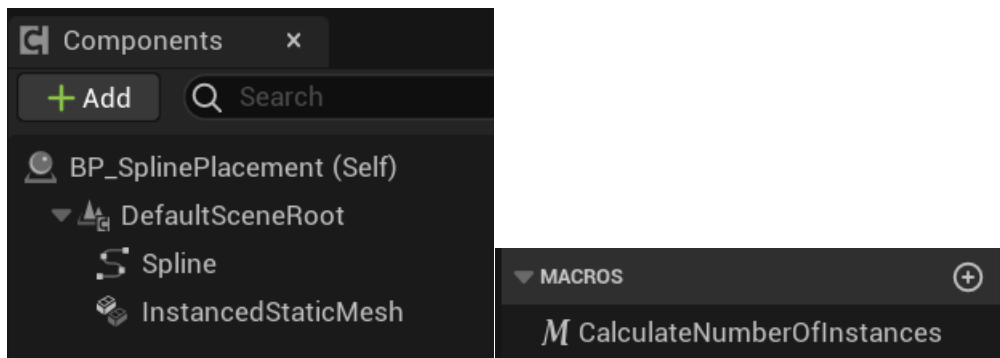 Components
Add
Search
BP_SplinePlacement (Self)
DefaultSceneRoot
Spline
InstancedStaticMesh
MACROS
CalculateNumberOfInstances